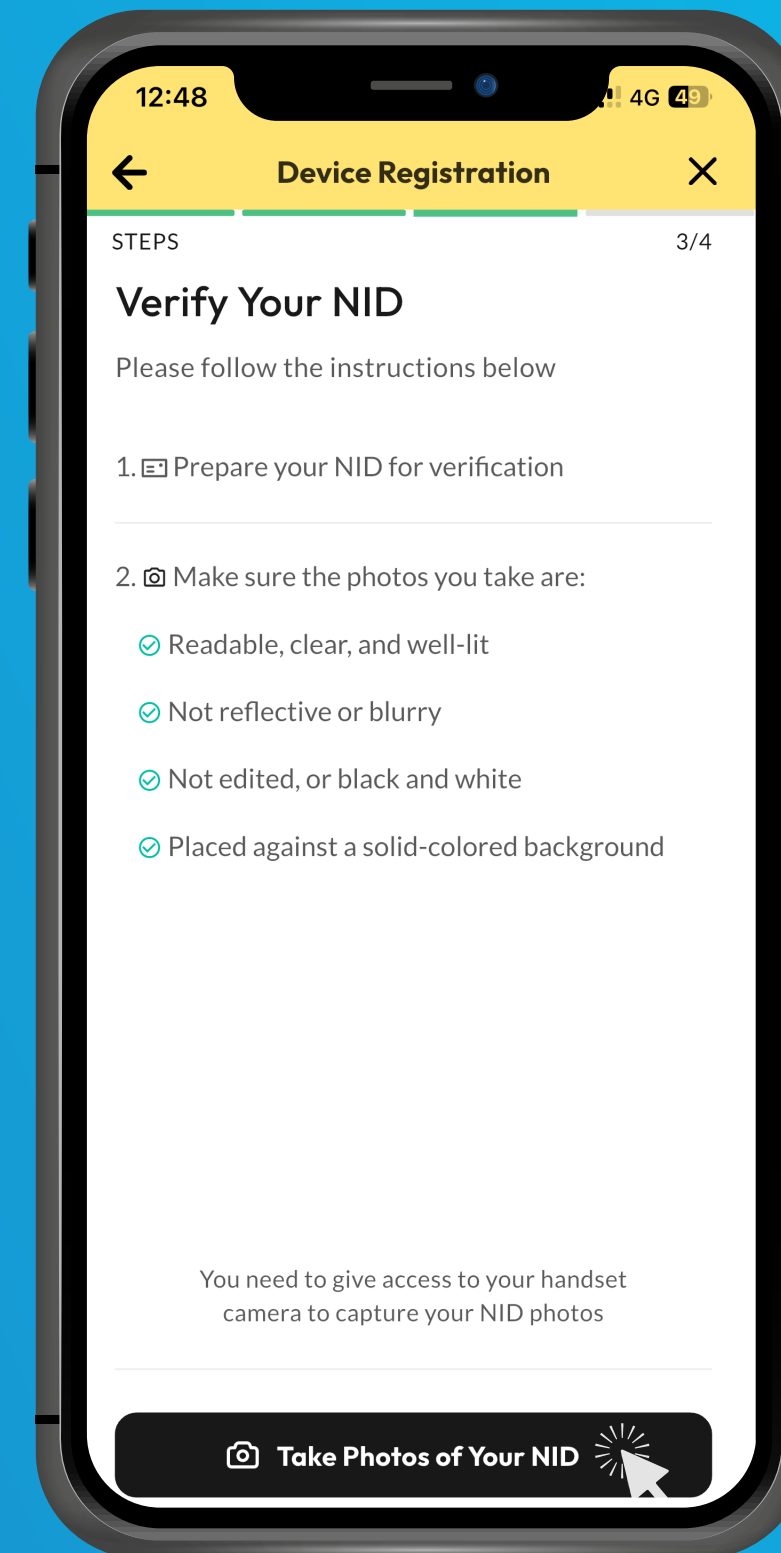 12:48
4G 49
Device Registration
STEPS
3/4
Verify Your NID
Please follow the instructions below
1. Prepare your NID for verification
2. Make sure the photos you take are:
Readable, clear, and well-lit
Not reflective or blurry
Not edited, or black and white
Placed against a solid-colored background
You need to give access to your handset
camera to capture your NID photos
Take Photos of Your NID